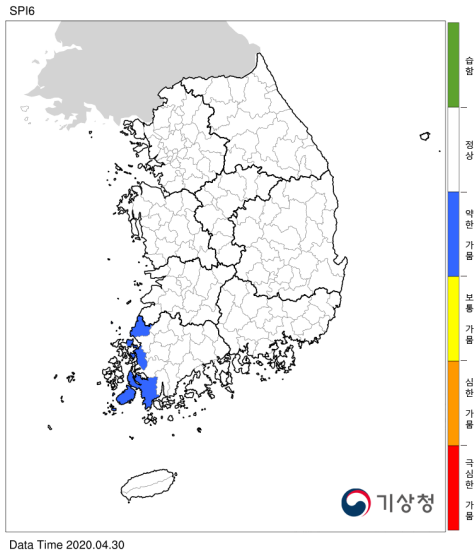 SPI6
습함
정상
약한 가뭄
보통 가뭄
심한 가뭄
극심한 가뭄
기상청
Data Time 2020.04.30